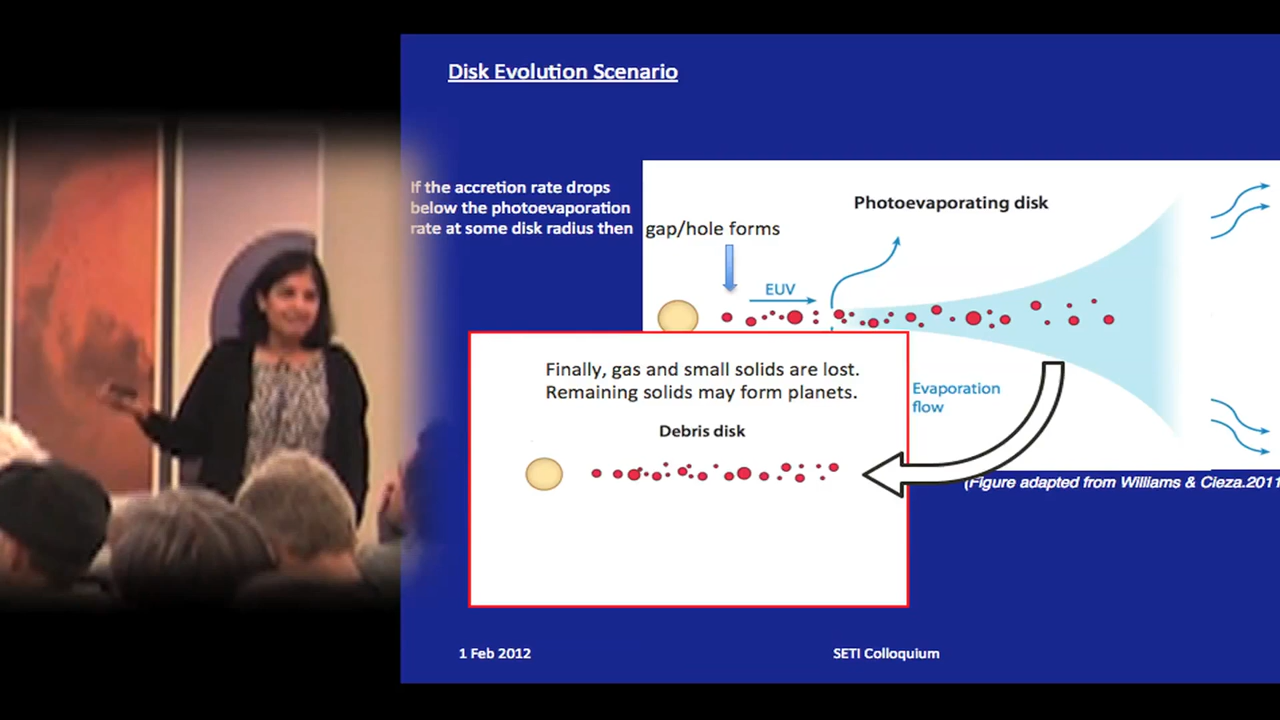 Disk Evolution Scenario
If the accretion rate drops
below the photoevaporation
rate at some disk radius then
gap/hole forms
Photoevaporating disk
EUV
Finally, gas and small solids are lost.
Remaining solids may form planets.
Debris disk
Evaporation
flow
(Figure adapted from Williams & Cieza.2011
1 Feb 2012
SETI Colloquium